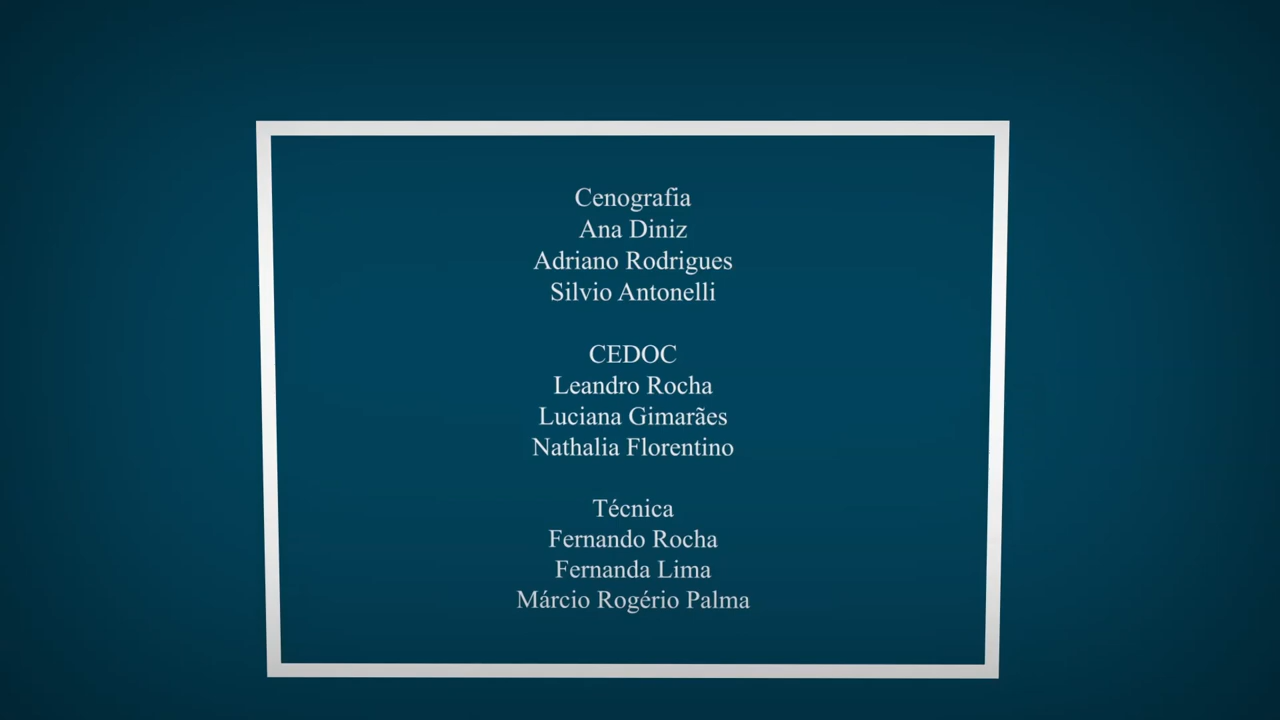 Cenografia
Ana Diniz
Adriano Rodrigues
Silvio Antonelli
CEDOC
Leandro Rocha
Luciana Gimarães
Nathalia Florentino
Técnica
Fernando Rocha
Fernanda Lima
Márcio Rogério Palma